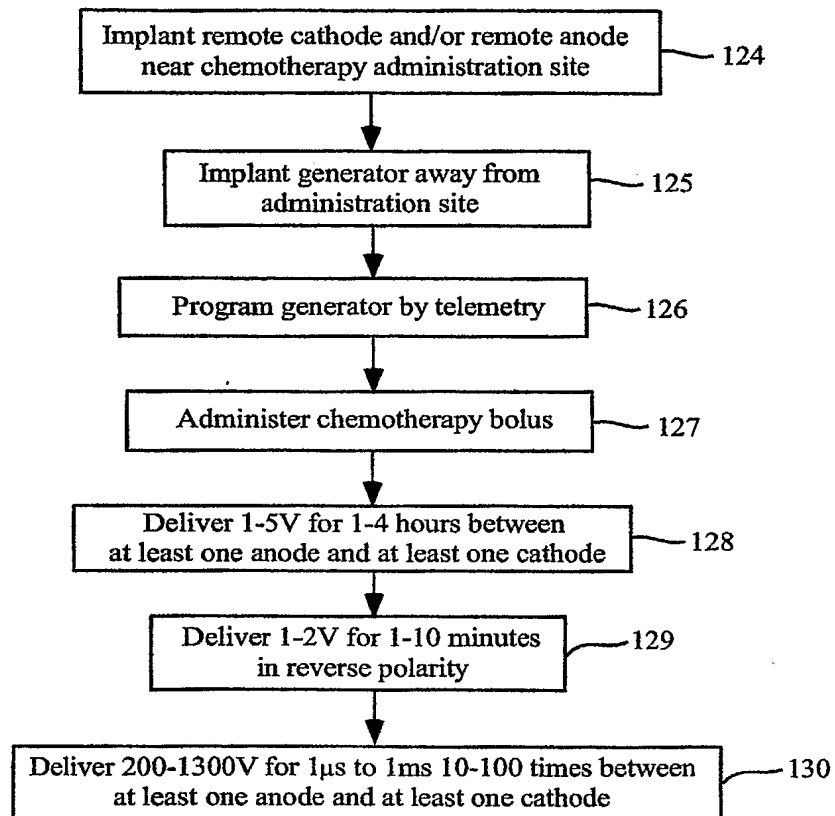 Implant remote cathode and/or remote anode
near chemotherapy administration site
124
Implant generator away from
administration site
125
Program generator by telemetry
126
Administer chemotherapy bolus
127
Deliver 1-5V for 1-4 hours between
at least one anode and at least one cathode
128
Deliver 1-2V for 1-10 minutes
in reverse polarity
129
Deliver 200-1300V for 1µs to 1ms 10-100 times between
at least one anode and at least one cathode
130